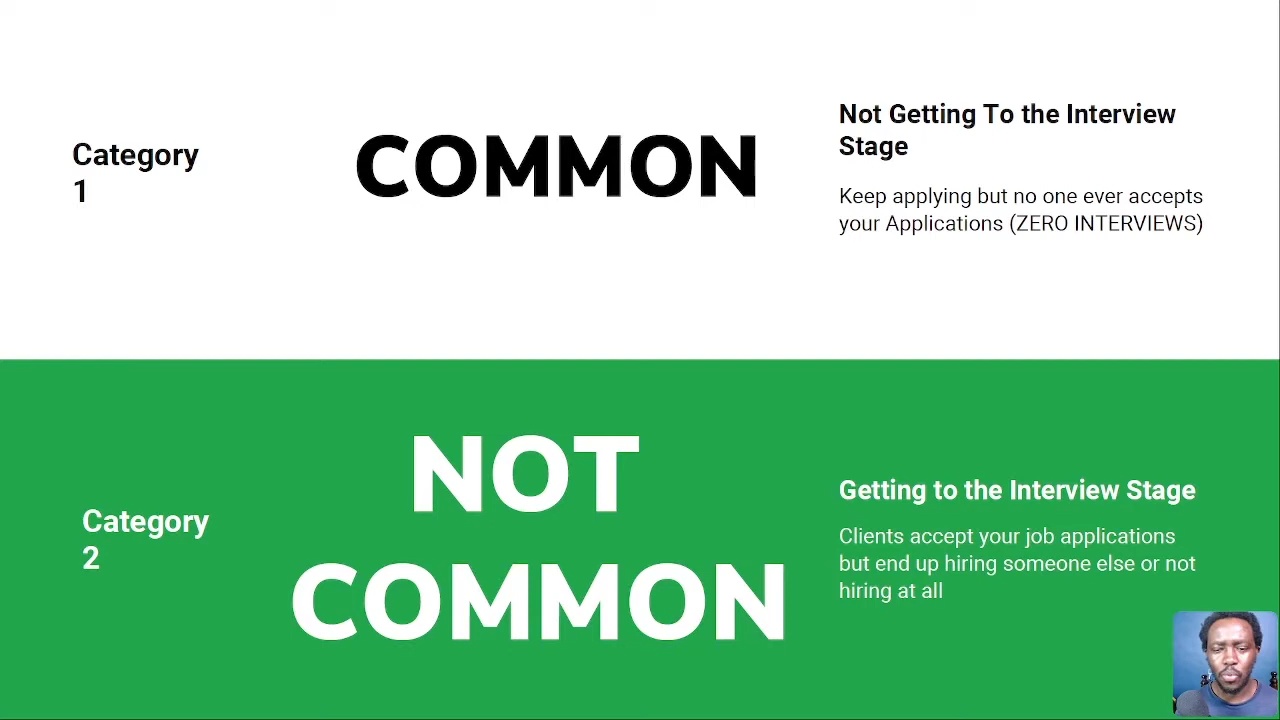 Category
1
COMMON
Not Getting To the Interview
Stage
Keep applying but no one ever accepts
your Applications (ZERO INTERVIEWS)
Category
2
NOT
COMMON
Getting to the Interview Stage
Clients accept your job applications
but end up hiring someone else or not
hiring at all